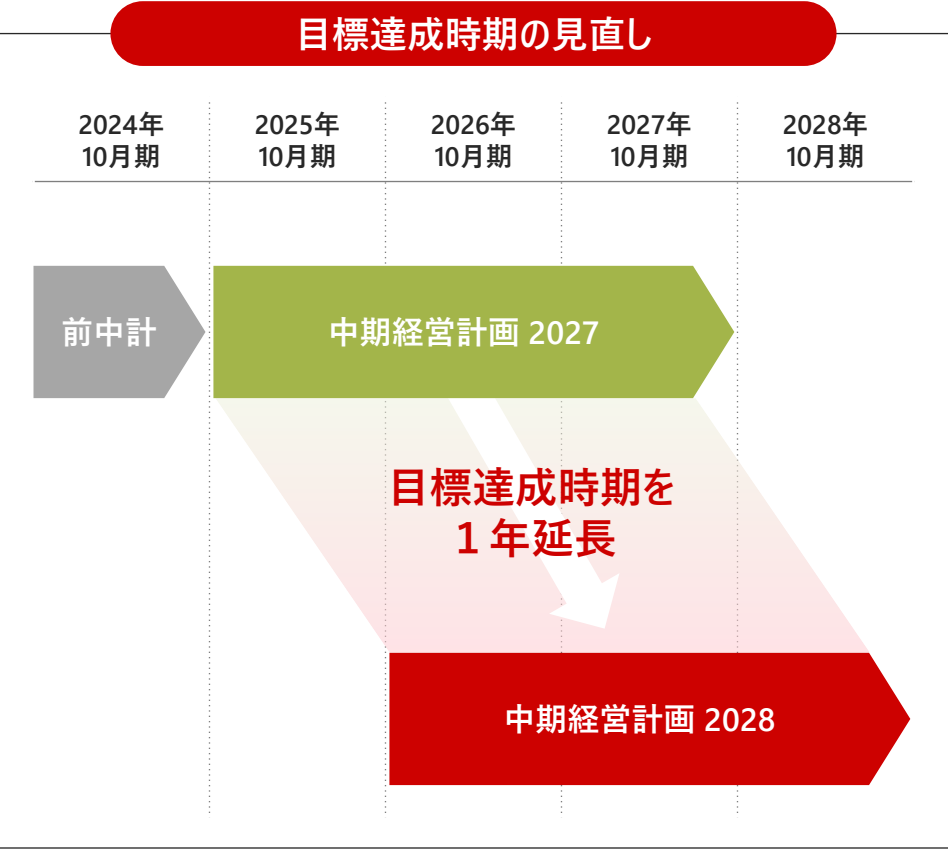 目標達成時期の見直し
2024年
10月期
2025年
10月期
2026年
10月期
2027年
10月期
2028年
10月期
前中計
中期経営計画 2027
目標達成時期を
1 年延長
中期経営計画 2028